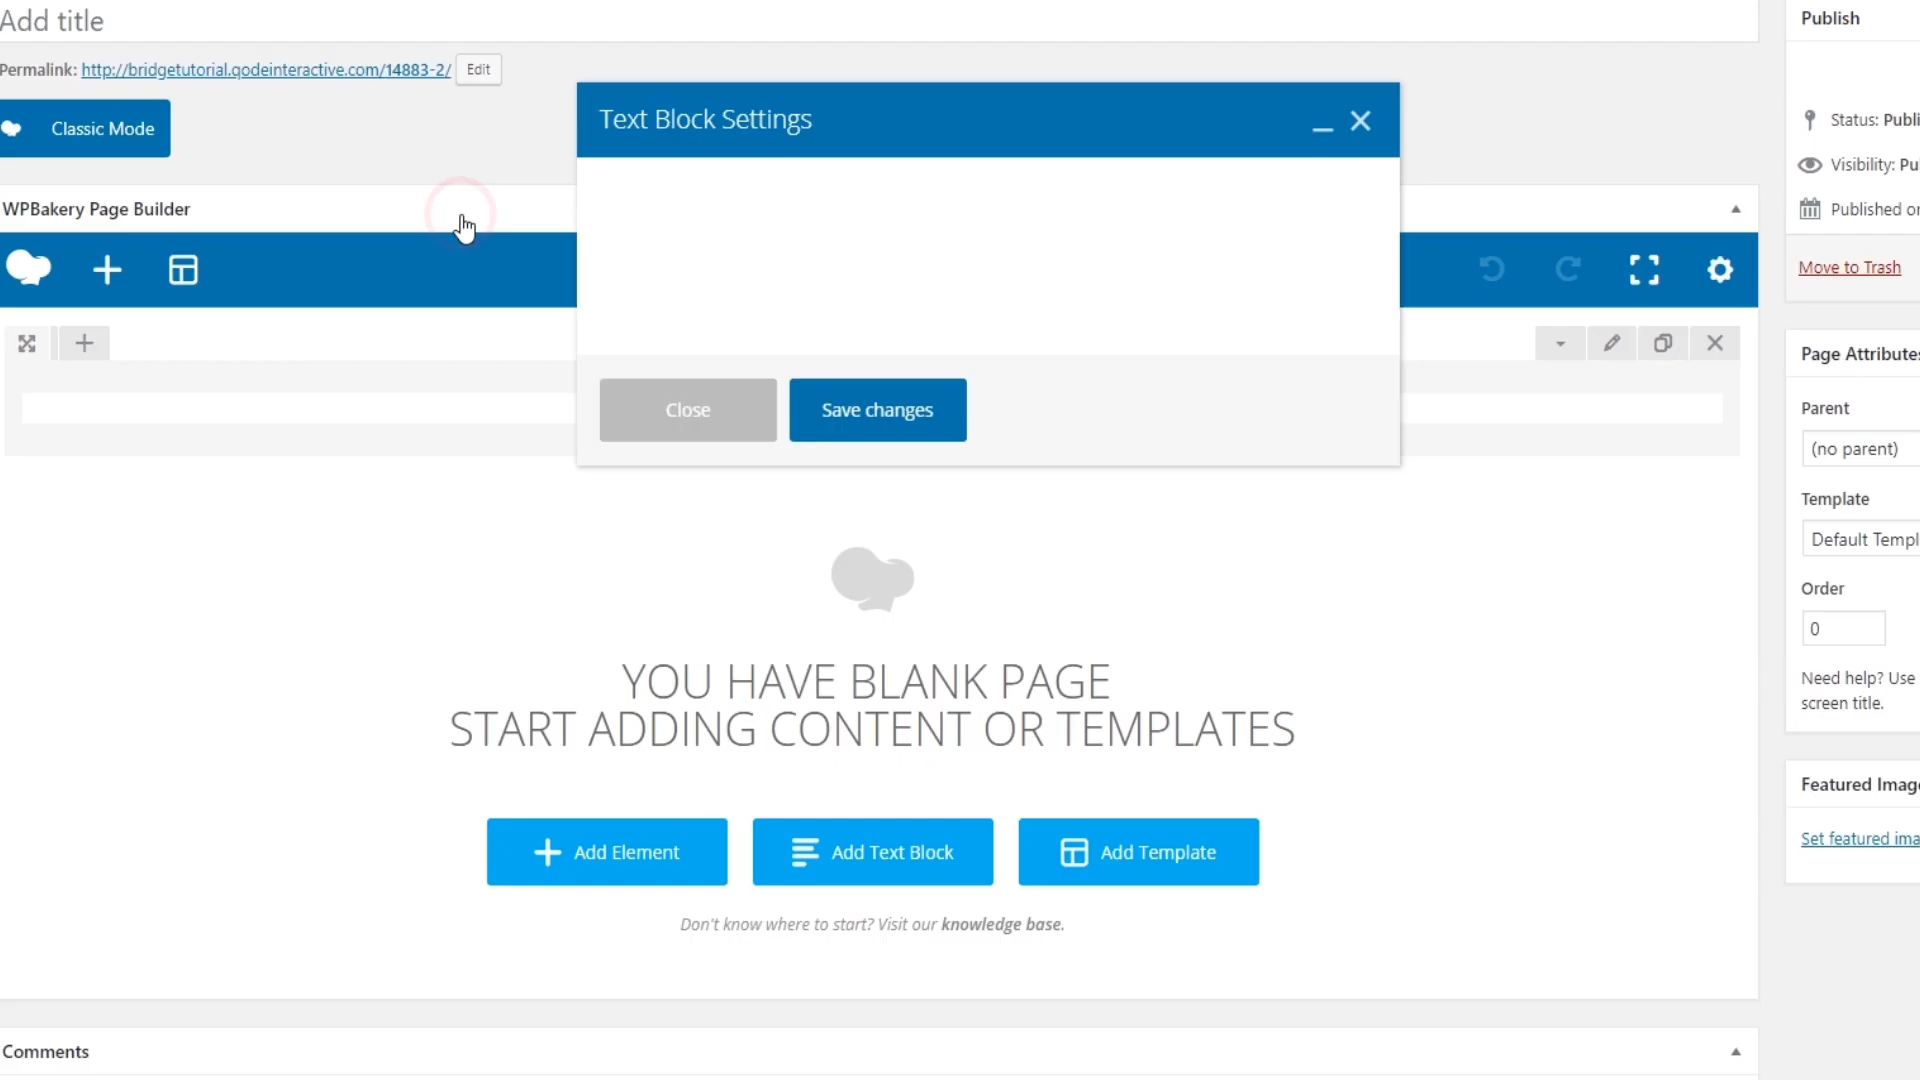 Add title
Permalink: http://bridgetutorial.qodeinteractive.com/14883-2/ Edit
Classic Mode
WPBakery Page Builder
Text Block Settings
Close
Save changes
YOU HAVE BLANK PAGE
START ADDING CONTENT OR TEMPLATES
Add Element
Add Text Block
Add Template
Don't know where to start? Visit our knowledge base.
Comments
Publish
Status: Publi
Visibility: Pu
Published or
Move to Trash
Page Attributes
Parent
(no parent)
Template
Default Templ
Order
0
Need help? Use
screen title.
Featured Image
Set featured ima